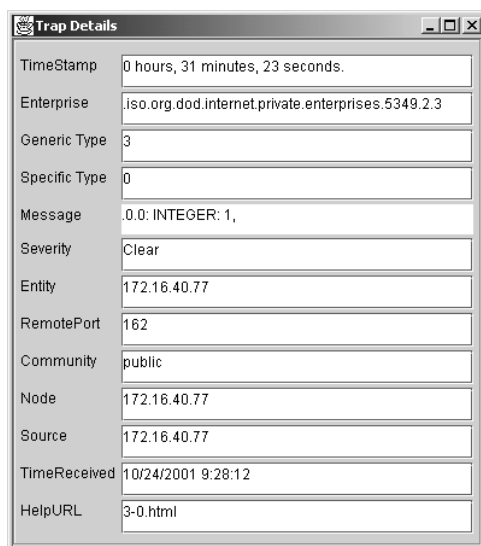 Trap Details
TimeStamp 0 hours, 31 minutes, 23 seconds.
Enterprise .iso.org.dod.internet.private.enterprises.5349.2.3
Generic Type 3
Specific Type 0
Message .0.0: INTEGER: 1,
Severity Clear
Entity 172.16.40.77
RemotePort 162
Community public
Node 172.16.40.77
Source 172.16.40.77
TimeReceived 10/24/2001 9:28:12
HelpURL 3-0.html